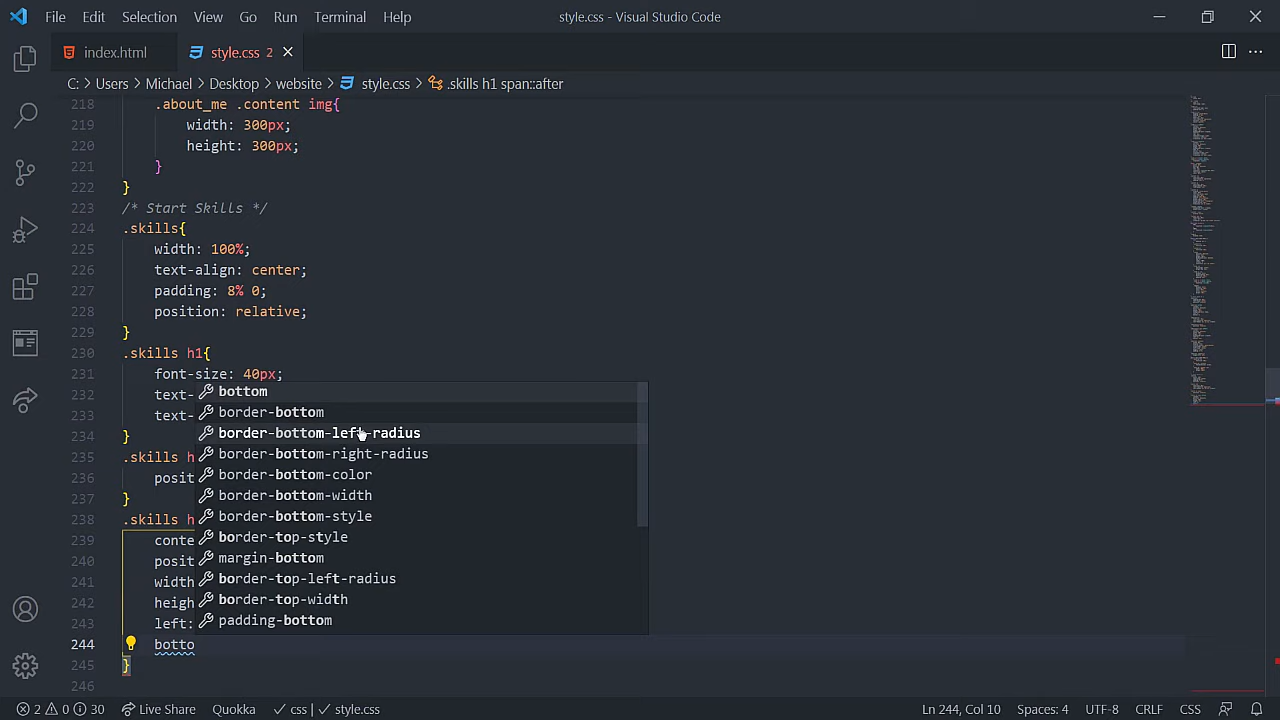 File Edit Selection View Go Run Terminal Help style.css - Visual Studio Code
index.html style.css 2
C: > Users > Michael > Desktop > website > style.css > .skills h1 span::after
218 .about_me .content img{
219 width: 300px;
220 height: 300px;
221 }
222 }
223 /* Start Skills */
224 .skills{
225 width: 100%;
226 text-align: center;
227 padding: 8% 0;
228 position: relative;
229 }
230 .skills h1{
231 font-size: 40px;
232 text-
233 text-
234 }
235 .skills h
236 posit
237 }
238 .skills h
239 conte
240 posit
241 width
242 heigh
243 left:
244 botto
245 }
246
bottom
border-bottom
border-bottom-left-radius
border-bottom-right-radius
border-bottom-color
border-bottom-width
border-bottom-style
border-top-style
margin-bottom
border-top-left-radius
border-top-width
padding-bottom
2 0 30 Live Share Quokka ✓ css | ✓ style.css Ln 244, Col 10 Spaces: 4 UTF-8 CRLF CSS